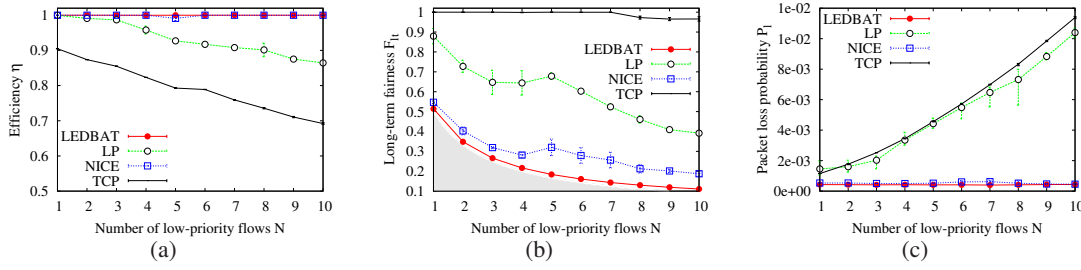 Efficiency η
1
0.9
0.8
0.7
0.6
0.5
LEDBAT
LP
NICE
TCP
1 2 3 4 5 6 7 8 9 10
Number of low-priority flows N
(a)
Long-term fairness Flt
1
0.9
0.8
0.7
0.6
0.5
0.4
0.3
0.2
0.1
LEDBAT
LP
NICE
TCP
1 2 3 4 5 6 7 8 9 10
Number of low-priority flows N
(b)
Packet loss probability Pl
1e-02
1e-02
8e-03
6e-03
4e-03
2e-03
0e+00
LEDBAT
LP
NICE
TCP
1 2 3 4 5 6 7 8 9 10
Number of low-priority flows N
(c)